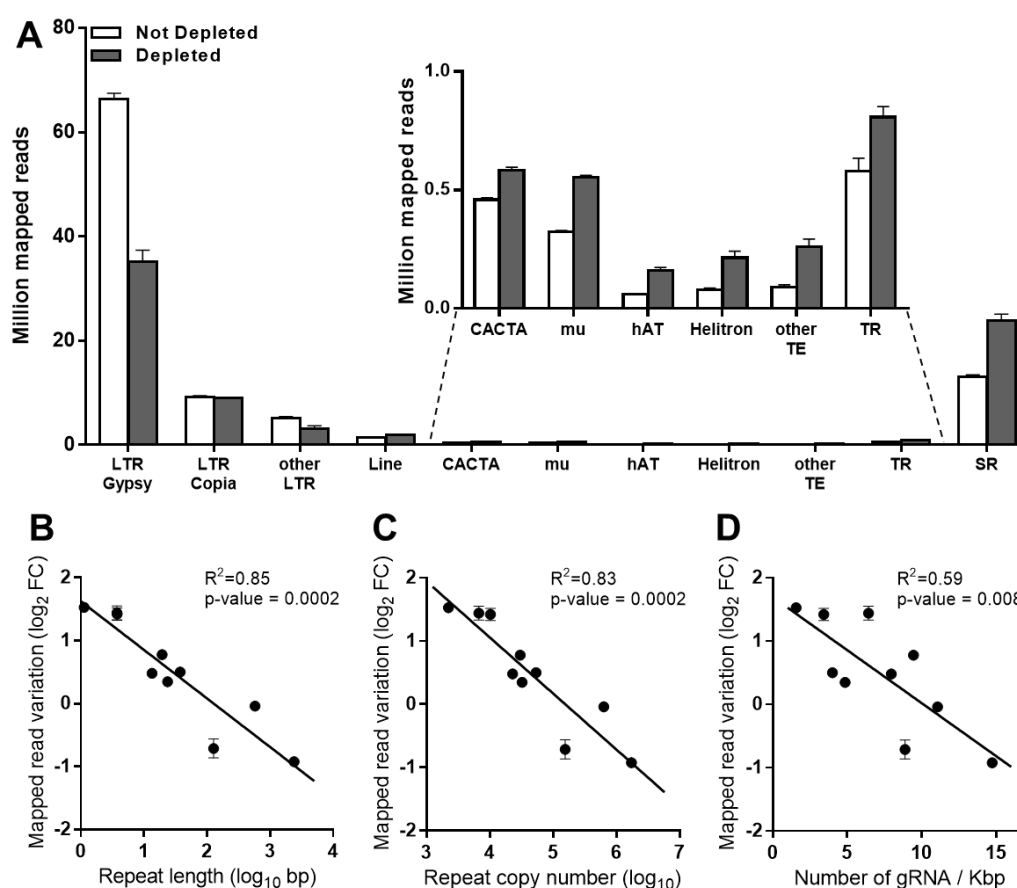 A
Not Depleted
Depleted
Million mapped reads
80
60
40
20
0
Million mapped reads
1.0
0.5
0.0
CACTA
mu
hAT
Helitron
other
TE
TR
LTR
Gypsy
LTR
Copia
other
LTR
Line
CACTA
mu
hAT
Helitron
other
TE
TR
SR
B
Mapped read variation (log₂ FC)
2
1
0
-1
-2
R²=0.85
p-value = 0.0002
0
1
2
3
4
Repeat length (log₁₀ bp)
C
Mapped read variation (log₂ FC)
2
1
0
-1
-2
R²=0.83
p-value = 0.0002
3
4
5
6
7
Repeat copy number (log₁₀)
D
Mapped read variation (log₂ FC)
2
1
0
-1
-2
R²=0.59
p-value = 0.008
0
5
10
15
Number of gRNA / Kbp